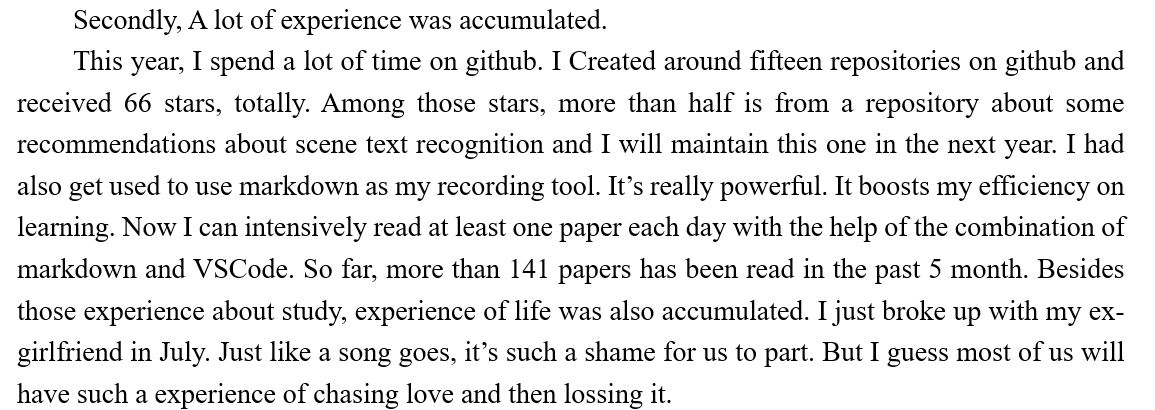 Secondly, A lot of experience was accumulated.
This year, I spend a lot of time on github. I Created around fifteen repositories on github and
received 66 stars, totally. Among those stars, more than half is from a repository about some
recommendations about scene text recognition and I will maintain this one in the next year. I had
also get used to use markdown as my recording tool. It’s really powerful. It boosts my efficiency on
learning. Now I can intensively read at least one paper each day with the help of the combination of
markdown and VSCode. So far, more than 141 papers has been read in the past 5 month. Besides
those experience about study, experience of life was also accumulated. I just broke up with my ex-
girlfriend in July. Just like a song goes, it’s such a shame for us to part. But I guess most of us will
have such a experience of chasing love and then lossing it.